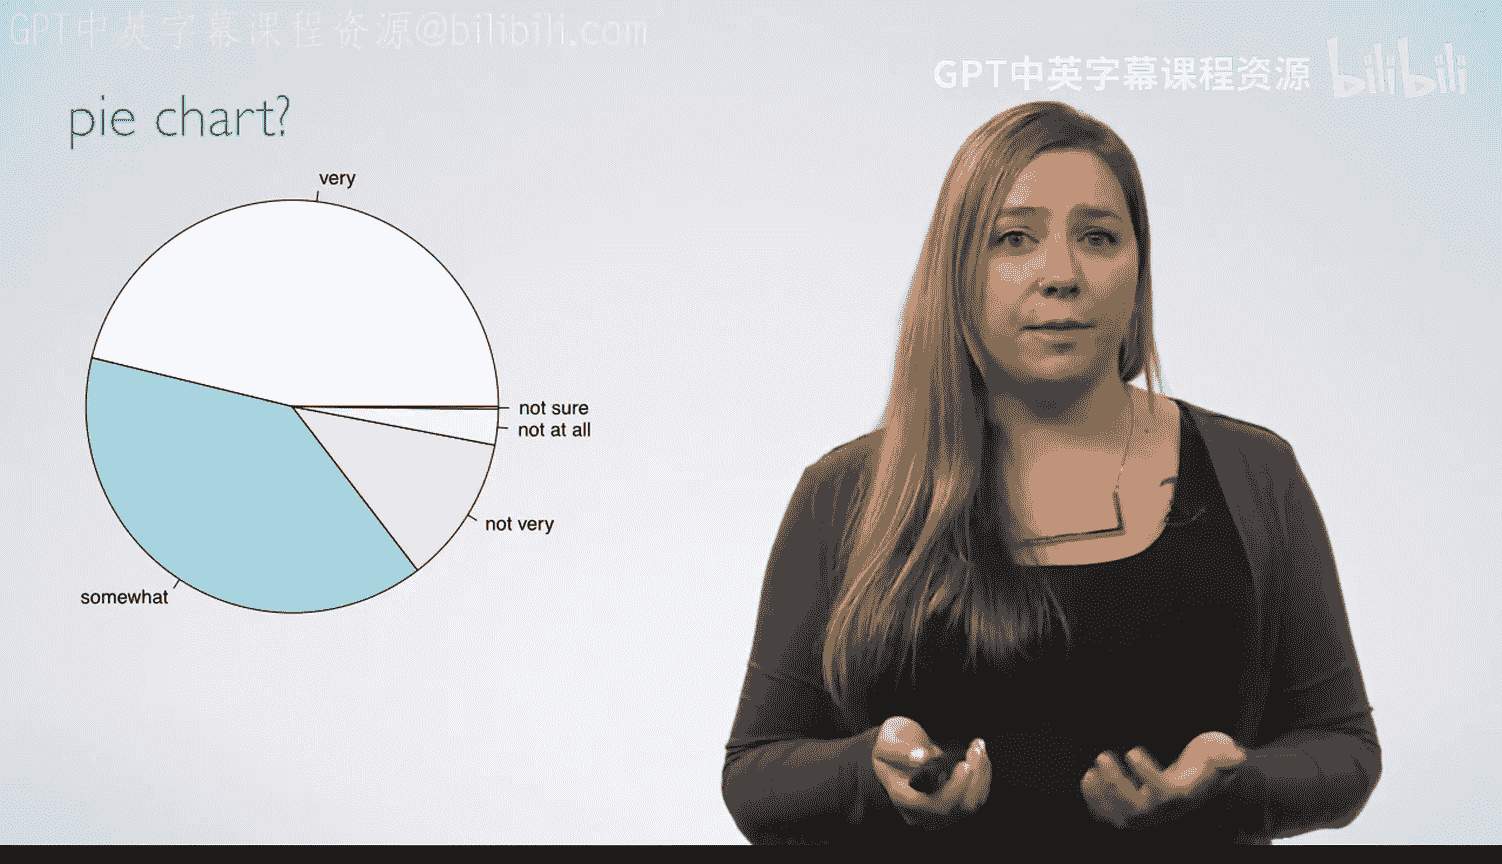 GPT中英字幕课程资源@bilibili.com
GPT中英字幕课程资源 bilibili
pie chart?
very
not sure
not at all
not very
somewhat